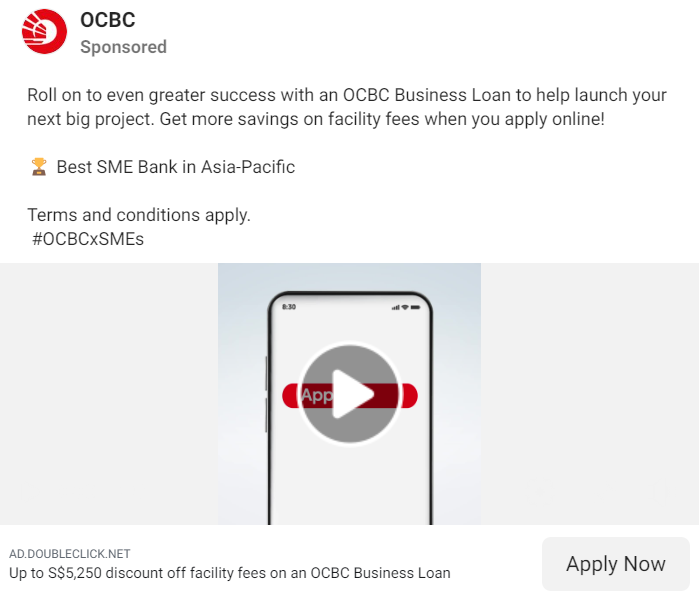 OCBC
Sponsored
Roll on to even greater success with an OCBC Business Loan to help launch your
next big project. Get more savings on facility fees when you apply online!
🏆 Best SME Bank in Asia-Pacific
Terms and conditions apply.
#OCBCxSMEs
8:30
App
AD.DOUBLECLICK.NET
Up to S$5,250 discount off facility fees on an OCBC Business Loan
Apply Now